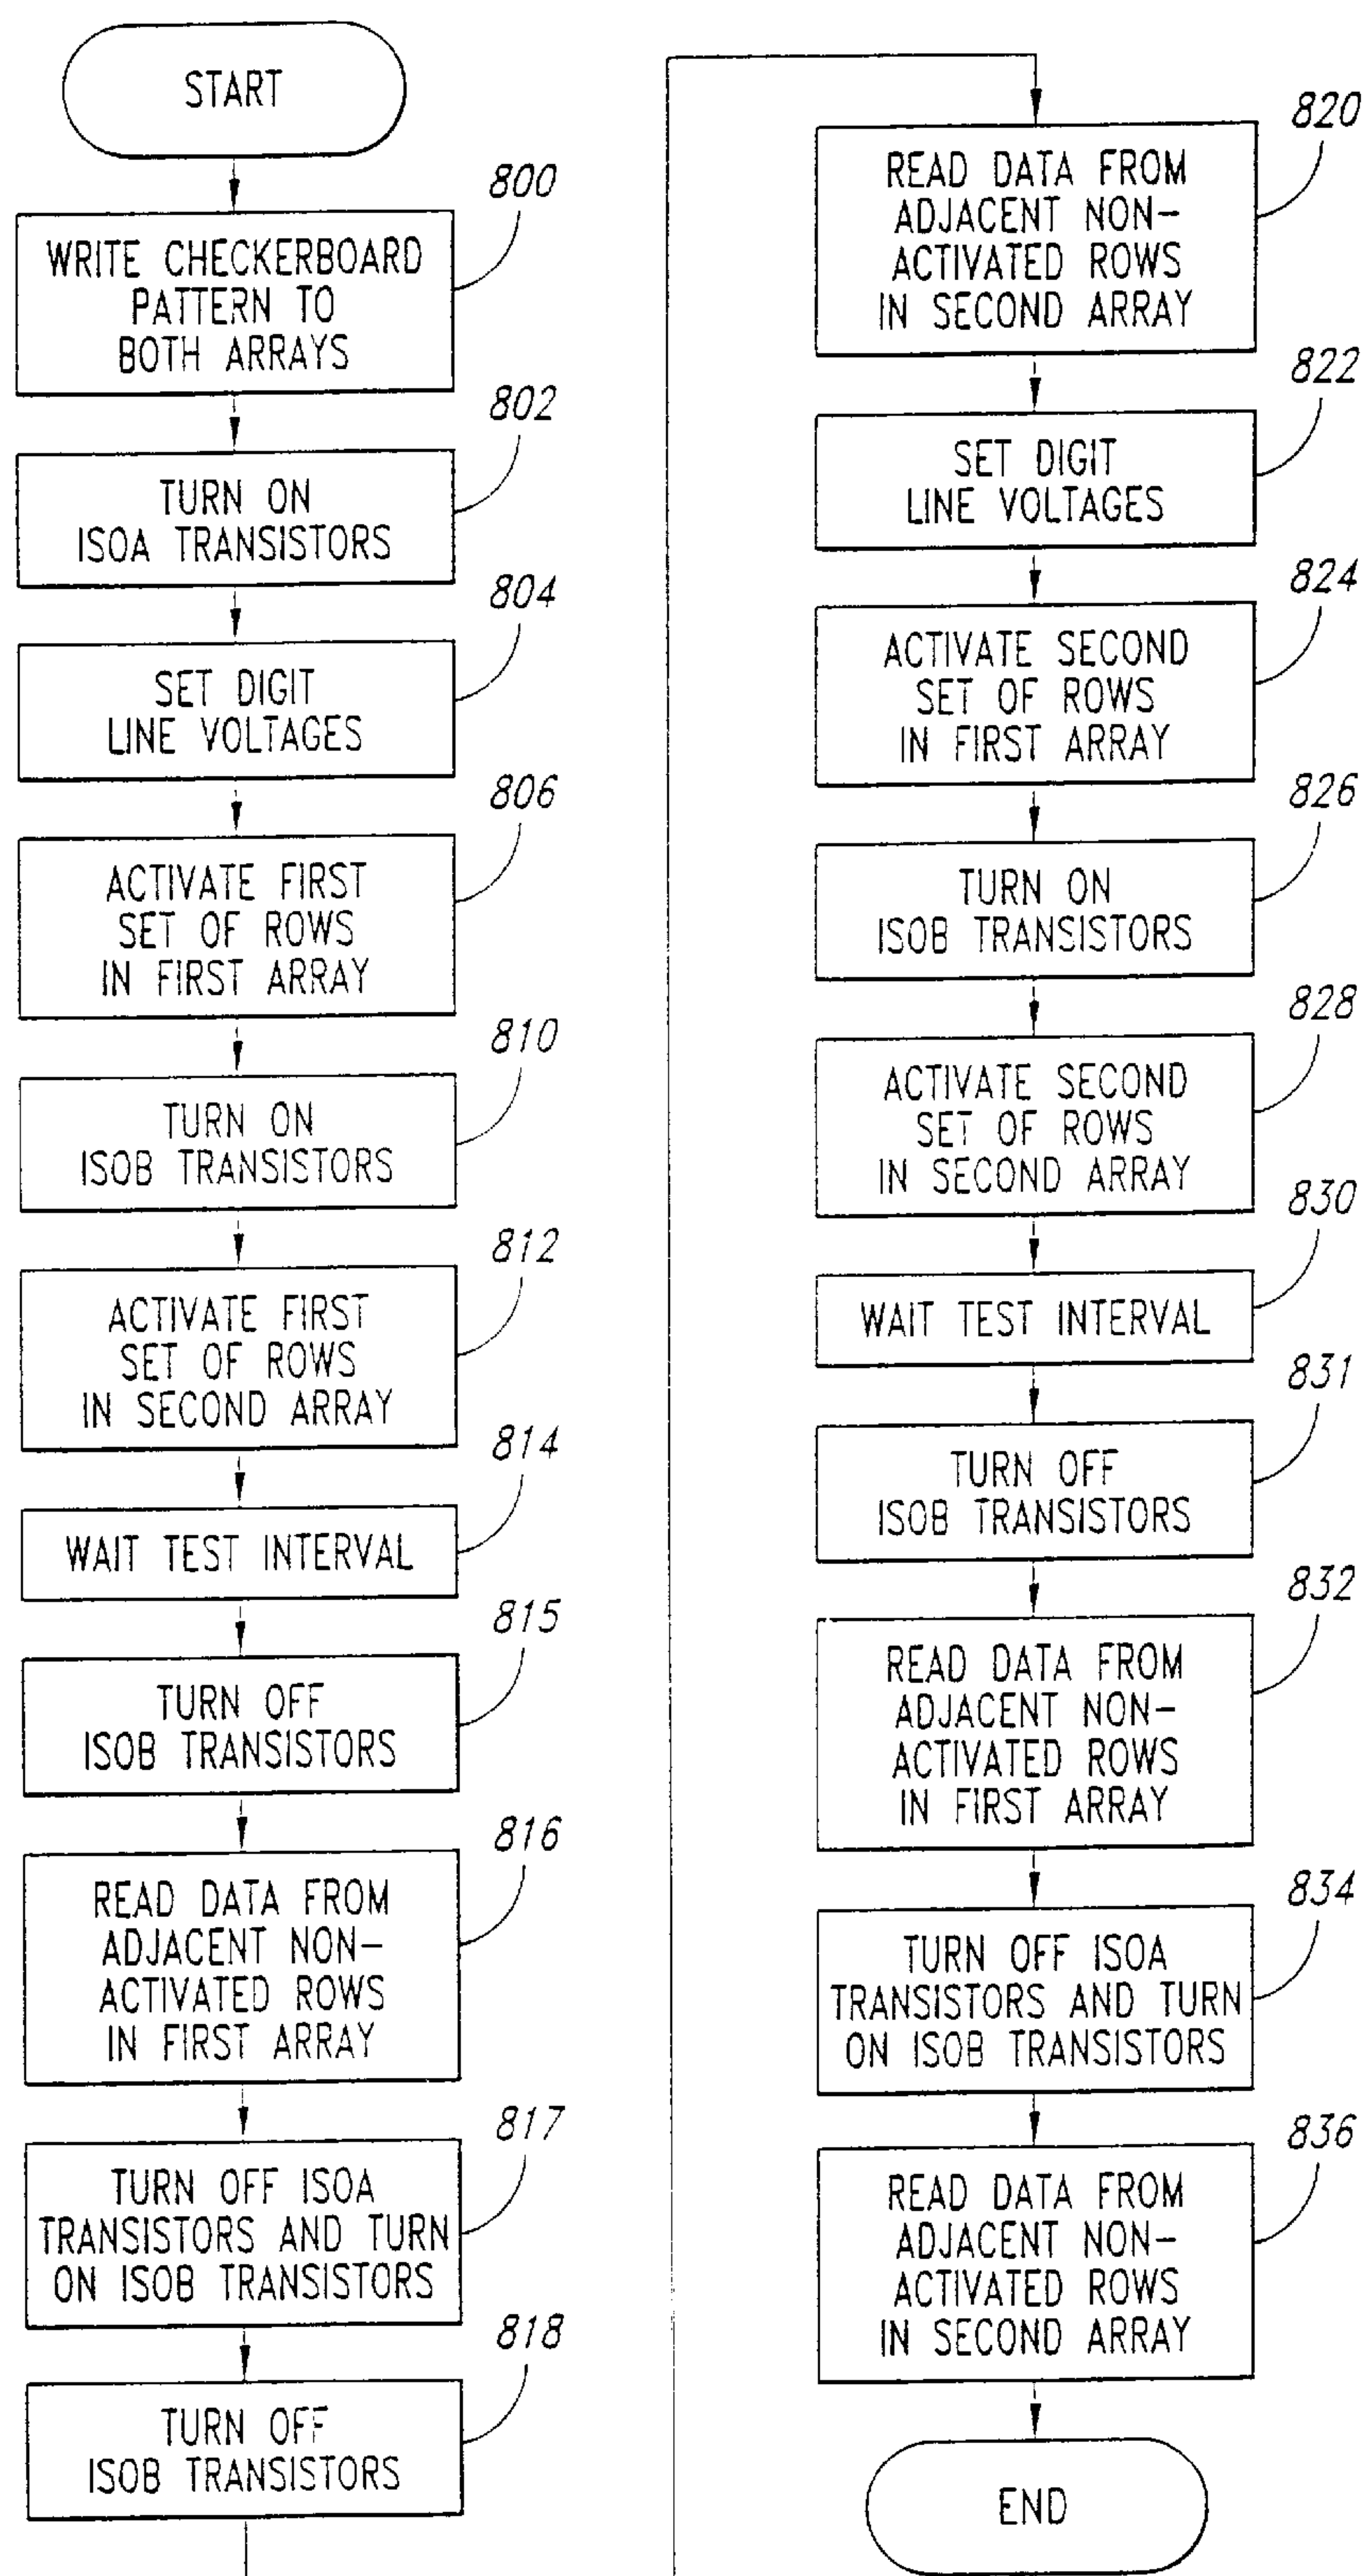 START
800
WRITE CHECKERBOARD
PATTERN TO
BOTH ARRAYS
802
TURN ON
ISOA TRANSISTORS
804
SET DIGIT
LINE VOLTAGES
806
ACTIVATE FIRST
SET OF ROWS
IN FIRST ARRAY
810
TURN ON
ISOB TRANSISTORS
812
ACTIVATE FIRST
SET OF ROWS
IN SECOND ARRAY
814
WAIT TEST INTERVAL
815
TURN OFF
ISOB TRANSISTORS
816
READ DATA FROM
ADJACENT NON-
ACTIVATED ROWS
IN FIRST ARRAY
817
TURN OFF ISOA
TRANSISTORS AND TURN
ON ISOB TRANSISTORS
818
TURN OFF
ISOB TRANSISTORS
820
READ DATA FROM
ADJACENT NON-
ACTIVATED ROWS
IN SECOND ARRAY
822
SET DIGIT
LINE VOLTAGES
824
ACTIVATE SECOND
SET OF ROWS
IN FIRST ARRAY
826
TURN ON
ISOB TRANSISTORS
828
ACTIVATE SECOND
SET OF ROWS
IN SECOND ARRAY
830
WAIT TEST INTERVAL
831
TURN OFF
ISOB TRANSISTORS
832
READ DATA FROM
ADJACENT NON-
ACTIVATED ROWS
IN FIRST ARRAY
834
TURN OFF ISOA
TRANSISTORS AND TURN
ON ISOB TRANSISTORS
836
READ DATA FROM
ADJACENT NON-
ACTIVATED ROWS
IN SECOND ARRAY
END